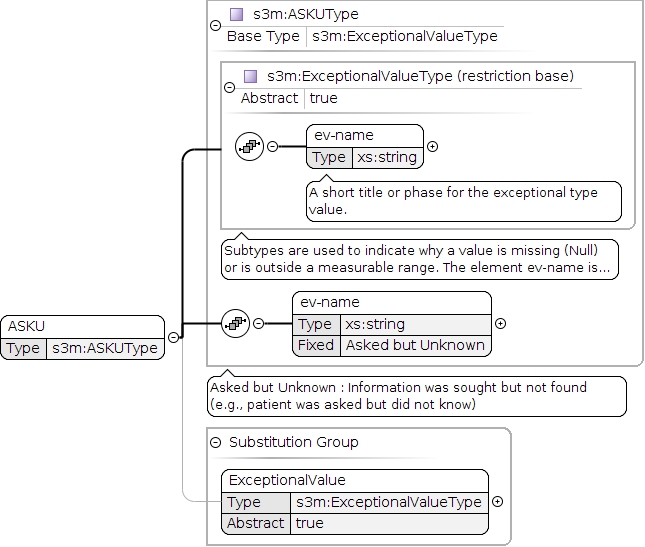 s3m:ASKUType
Base Type s3m:ExceptionalValueType
s3m:ExceptionalValueType (restriction base)
Abstract true
ev-name
Type xs:string
A short title or phase for the exceptional type
value.
Subtypes are used to indicate why a value is missing (Null)
or is outside a measurable range. The element ev-name is...
ev-name
Type xs:string
Fixed Asked but Unknown
ASKU
Type s3m:ASKUType
Asked but Unknown : Information was sought but not found
(e.g., patient was asked but did not know)
Substitution Group
ExceptionalValue
Type s3m:ExceptionalValueType
Abstract true